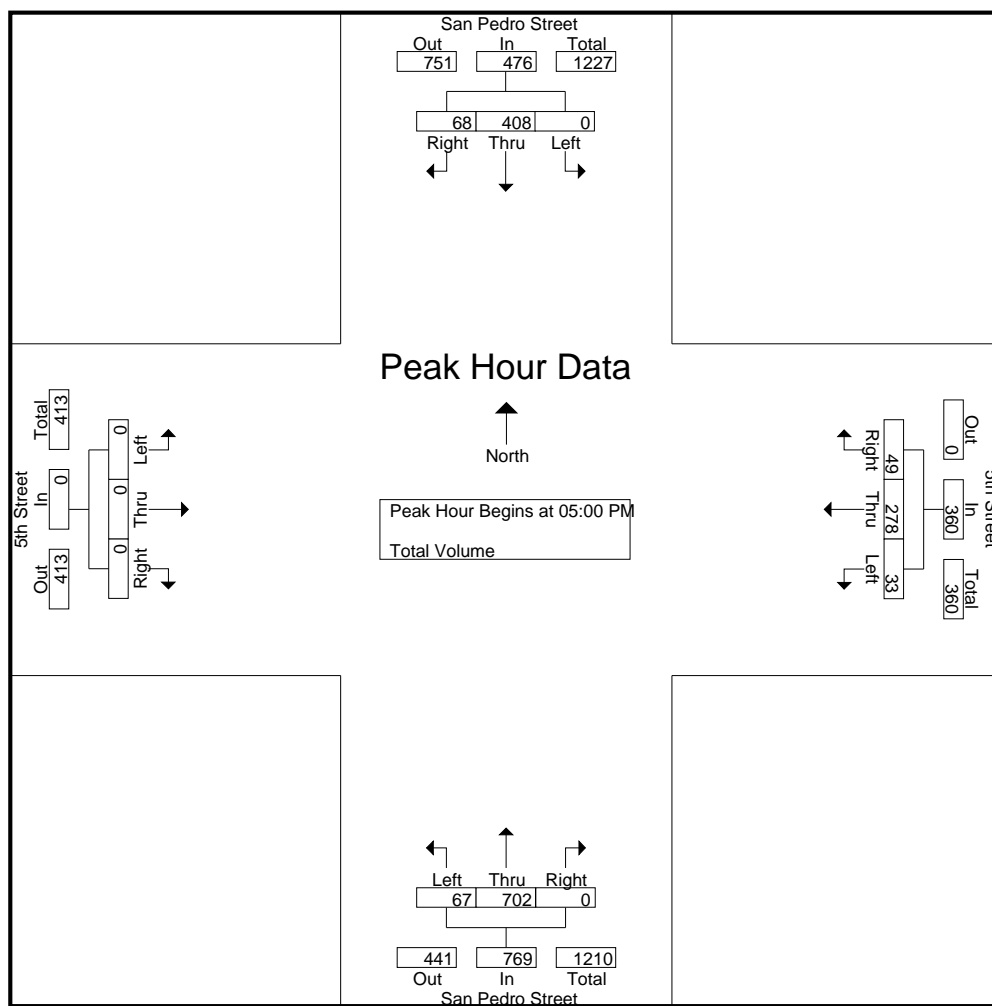 San Pedro Street
Out In Total
751 476 1227
68 408 0
Right Thru Left
Peak Hour Data
North
Peak Hour Begins at 05:00 PM
Total Volume
5th Street
Total In Out
413 0 413
0 0 0
Left Thru Right
Right Thru Left
49 278 33
Out In Total
0 360 360
5th Street
Left Thru Right
67 702 0
441 769 1210
Out In Total
San Pedro Street